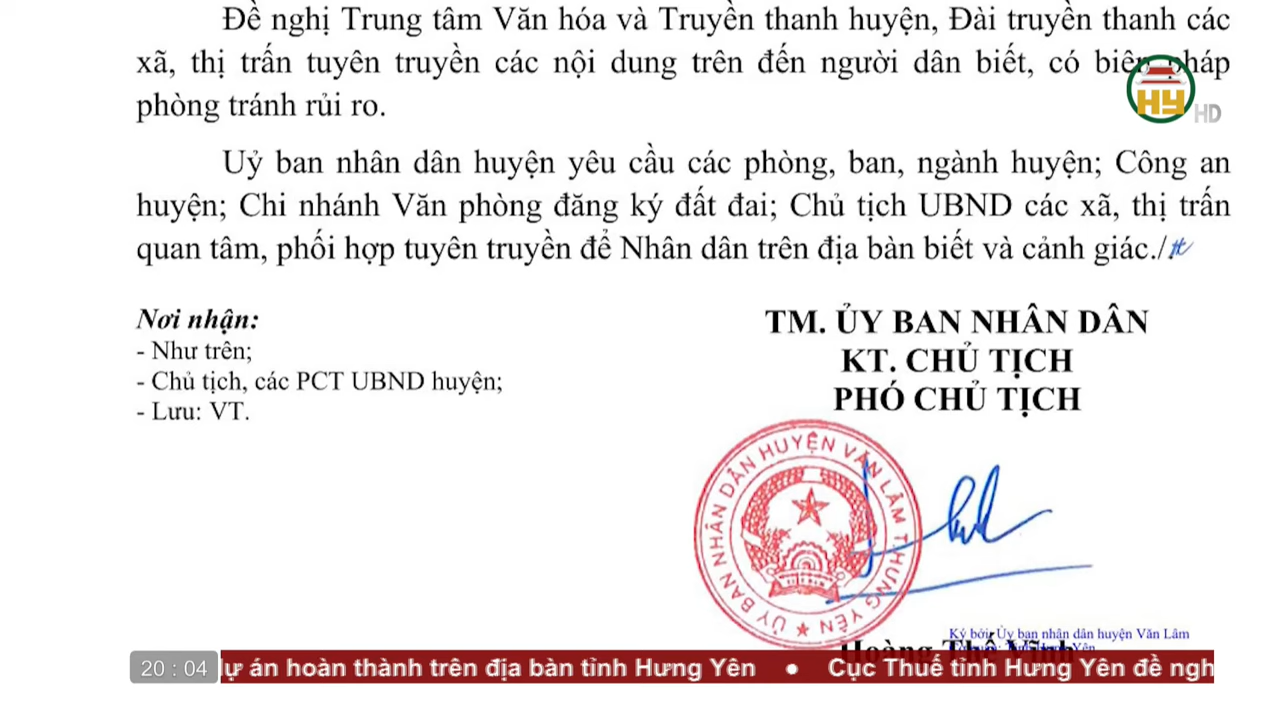 Đề nghị Trung tâm Văn hóa và Truyền thanh huyện, Đài truyền thanh các
xã, thị trấn tuyên truyền các nội dung trên đến người dân biết, có biện pháp
phòng tránh rủi ro.
HY HD
Uỷ ban nhân dân huyện yêu cầu các phòng, ban, ngành huyện; Công an
huyện; Chi nhánh Văn phòng đăng ký đất đai; Chủ tịch UBND các xã, thị trấn
quan tâm, phối hợp tuyên truyền để Nhân dân trên địa bàn biết và cảnh giác./.
Nơi nhận:
- Như trên;
- Chủ tịch, các PCT UBND huyện;
- Lưu: VT.
TM. ỦY BAN NHÂN DÂN
KT. CHỦ TỊCH
PHÓ CHỦ TỊCH
ỦY BAN NHÂN DÂN HUYỆN VĂN LÂM T.HƯNG YÊN
Ký bởi: Ủy ban nhân dân huyện Văn Lâm
Hoàng Thế Vĩnh
20 : 04 dự án hoàn thành trên địa bàn tỉnh Hưng Yên • Cục Thuế tỉnh Hưng Yên đề ngh